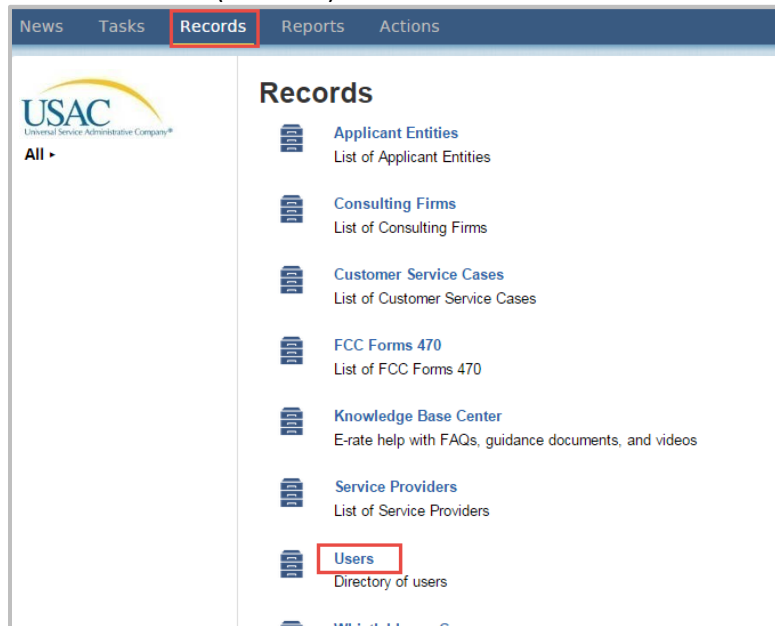 News Tasks Records Reports Actions
USAC
Universal Service Administrative Company®
All ▸
Records
Applicant Entities
List of Applicant Entities
Consulting Firms
List of Consulting Firms
Customer Service Cases
List of Customer Service Cases
FCC Forms 470
List of FCC Forms 470
Knowledge Base Center
E-rate help with FAQs, guidance documents, and videos
Service Providers
List of Service Providers
Users
Directory of users